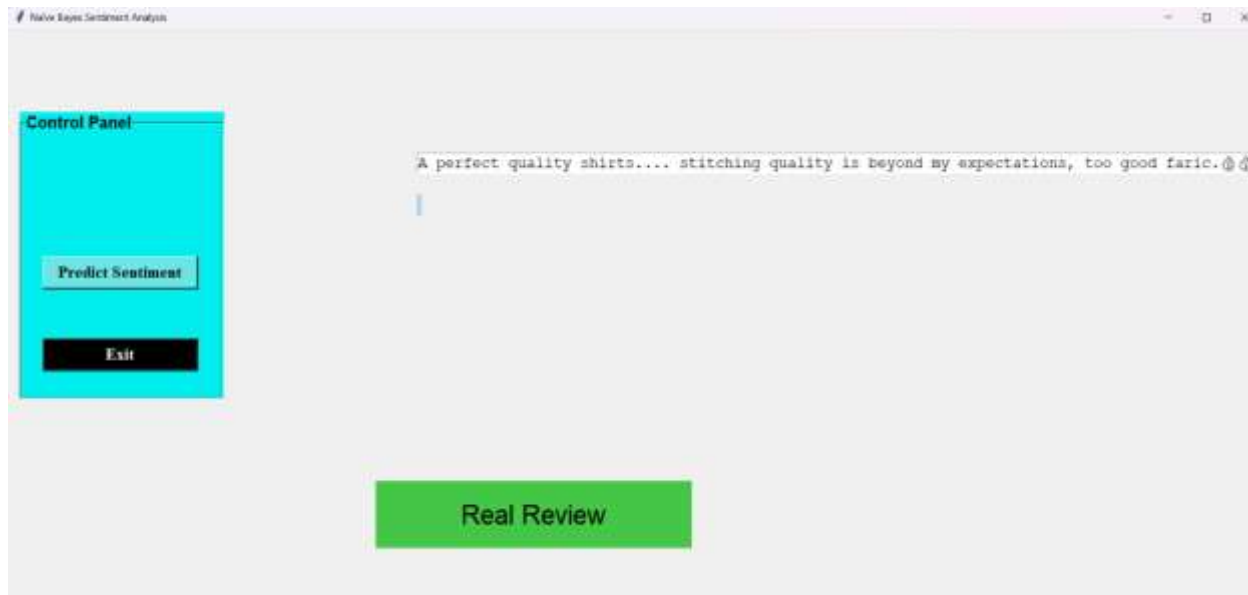 Naïve Bayes Sentiment Analysis
Control Panel
A perfect quality shirts.... stitching quality is beyond my expectations, too good faric.👌👌
Predict Sentiment
Exit
Real Review